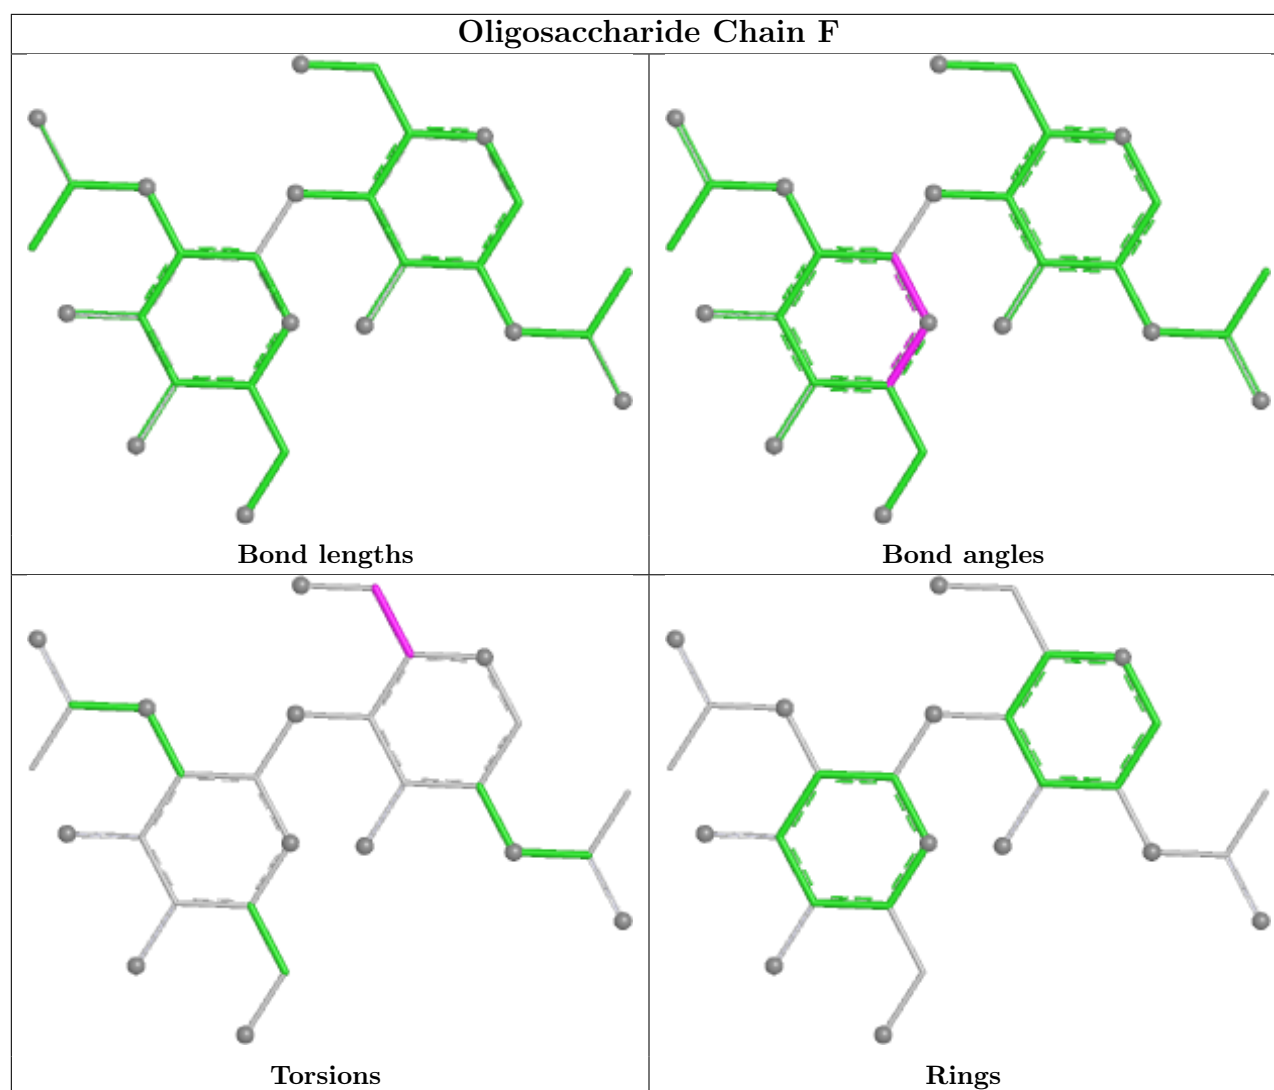 Oligosaccharide Chain F
Bond lengths
Bond angles
Torsions
Rings